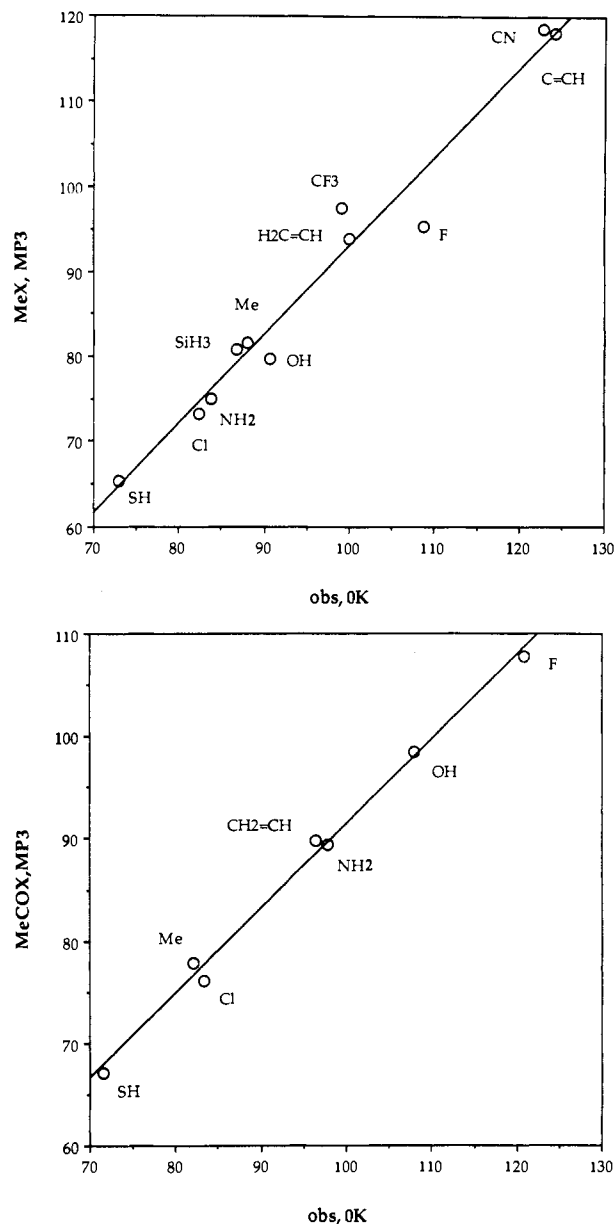 120
CN
C=CH
110
CF3
100
H2C=CH
F
90
Me
SiH3
80
OH
NH2
Cl
70
SH
60
70 80 90 100 110 120 130
MeX, MP3
obs, 0K
110
F
100
OH
CH2=CH
90
NH2
Me
80
Cl
70
SH
60
70 80 90 100 110 120 130
MeCOX,MP3
obs, 0K